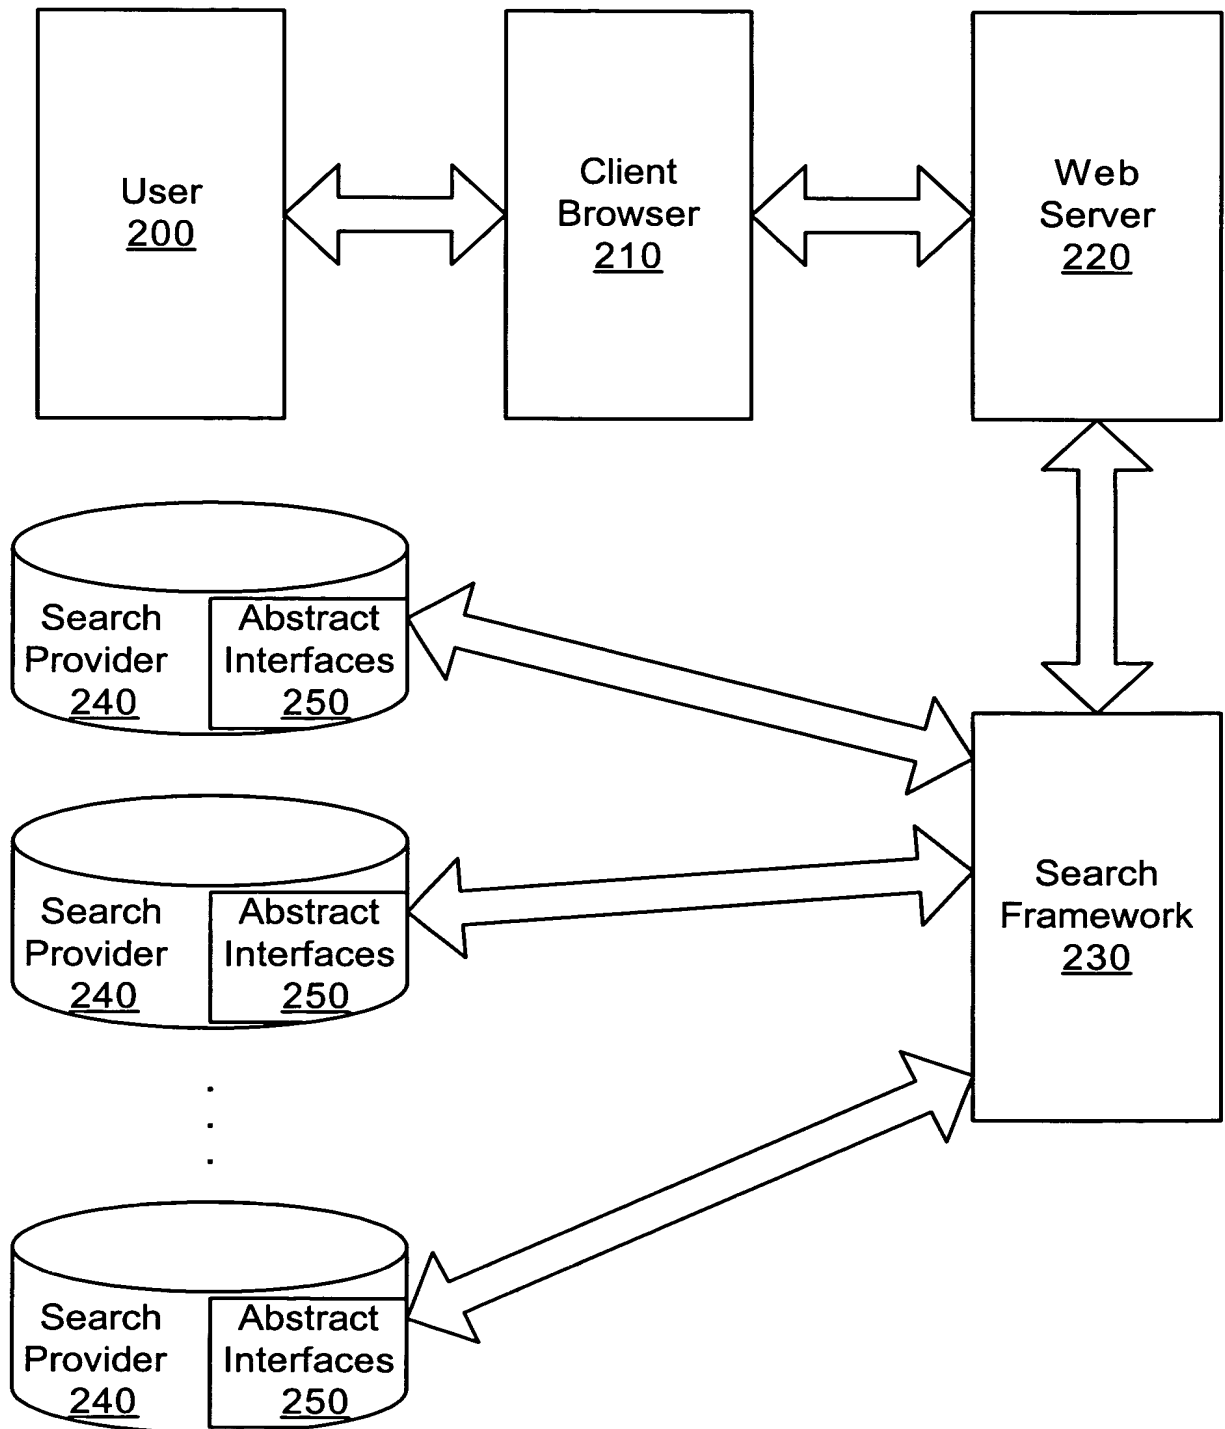 User
200
Client
Browser
210
Web
Server
220
Search
Provider
240
Abstract
Interfaces
250
Search
Provider
240
Abstract
Interfaces
250
Search
Framework
230
.
.
.
Search
Provider
240
Abstract
Interfaces
250